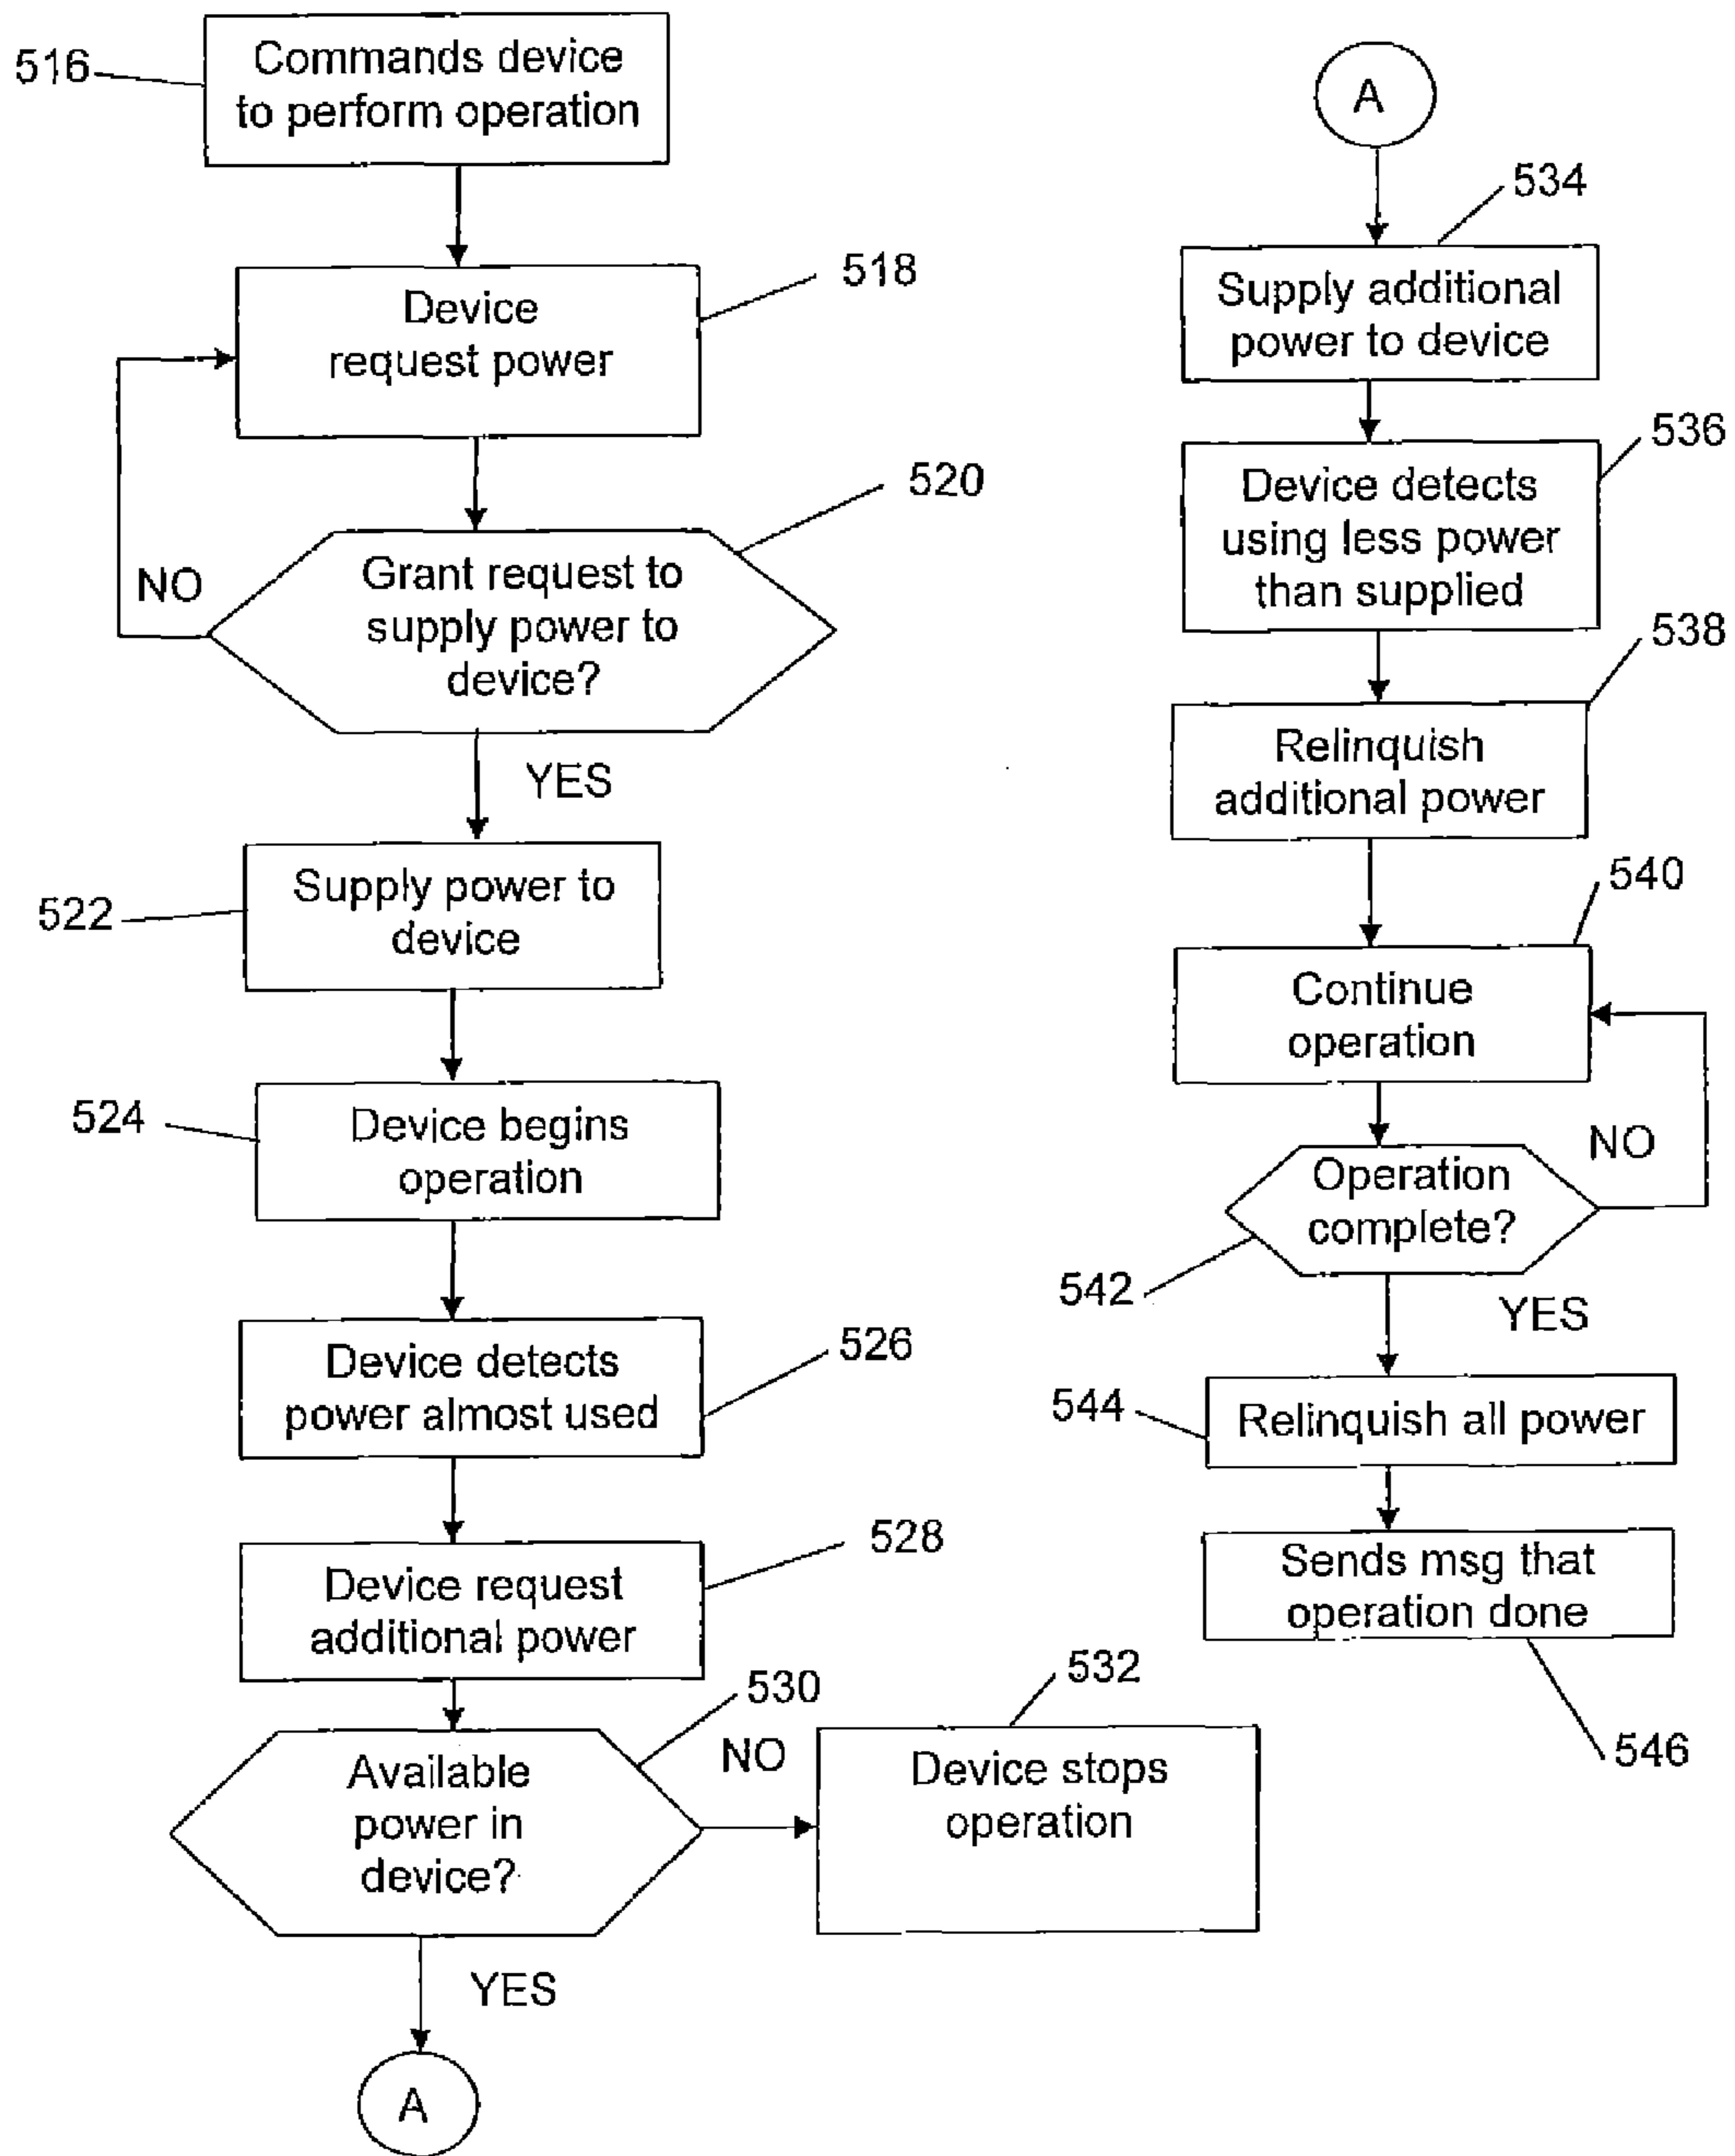 516
Commands device
to perform operation
518
Device
request power
520
Grant request to
supply power to
device?
NO
YES
522
Supply power to
device
524
Device begins
operation
526
Device detects
power almost used
528
Device request
additional power
530
Available
power in
device?
NO
532
Device stops
operation
YES
A
A
534
Supply additional
power to device
536
Device detects
using less power
than supplied
538
Relinquish
additional power
540
Continue
operation
NO
Operation
complete?
542
YES
544
Relinquish all power
Sends msg that
operation done
546